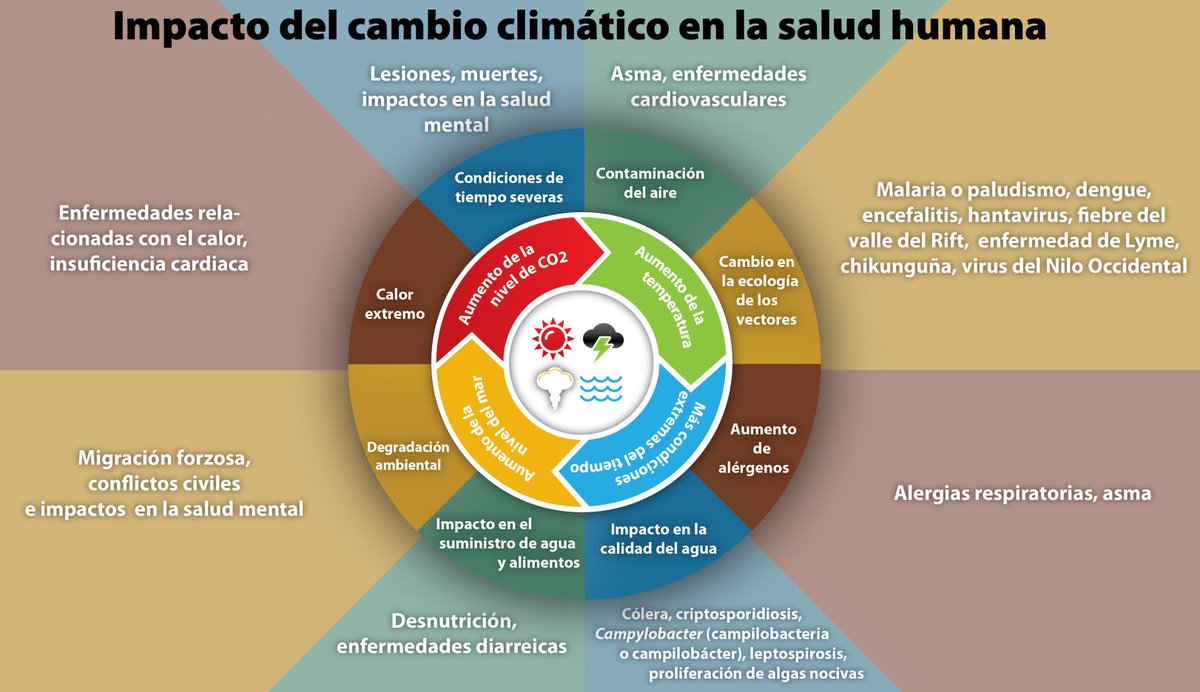 Impacto del cambio climático en la salud humana
Lesiones, muertes,
impactos en la salud
mental
Asma, enfermedades
cardiovasculares
Condiciones de
tiempo severas
Contaminación
del aire
Enfermedades rela-
cionadas con el calor,
insuficiencia cardiaca
Malaria o paludismo, dengue,
encefalitis, hantavirus, fiebre del
valle del Rift, enfermedad de Lyme,
chikunguña, virus del Nilo Occidental
Calor
extremo
Cambio en
la ecología
de los
vectores
Aumento de la
nivel de CO2
Aumento de la
temperatura
Aumento de la
nivel del mar
Más condiciones
extremas del tiempo
Degradación
ambiental
Aumento
de
alérgenos
Migración forzosa,
conflictos civiles
e impactos en la salud mental
Alergias respiratorias, asma
Impacto en el
suministro de agua
y alimentos
Impacto en la
calidad del agua
Desnutrición,
enfermedades diarreicas
Cólera, criptosporidiosis,
Campylobacter (campilobacteria
o campilobácter), leptospirosis,
proliferación de algas nocivas